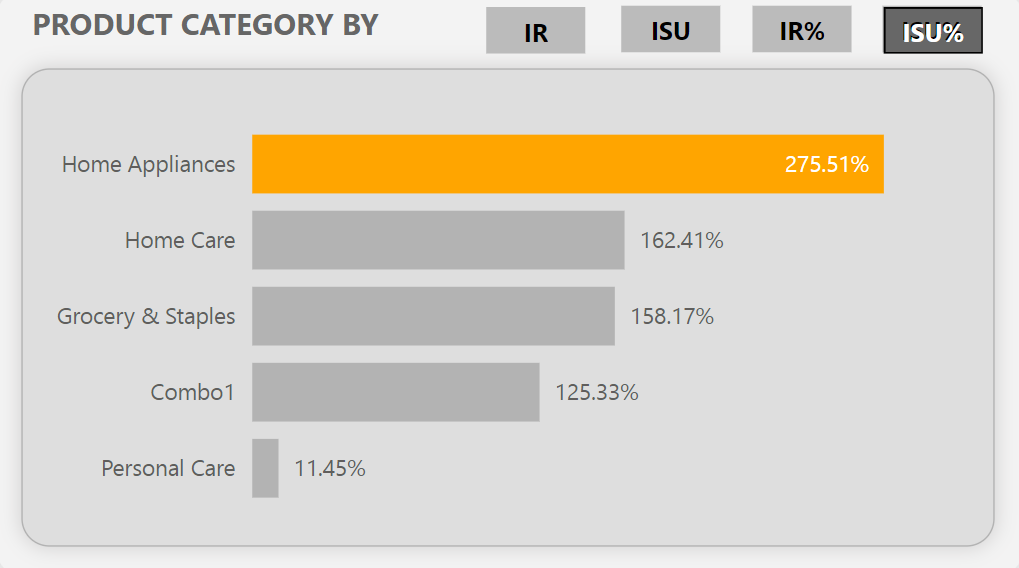 PRODUCT CATEGORY BY
IR
ISU
IR%
ISU%
Home Appliances 275.51%
Home Care 162.41%
Grocery & Staples 158.17%
Combo1 125.33%
Personal Care 11.45%